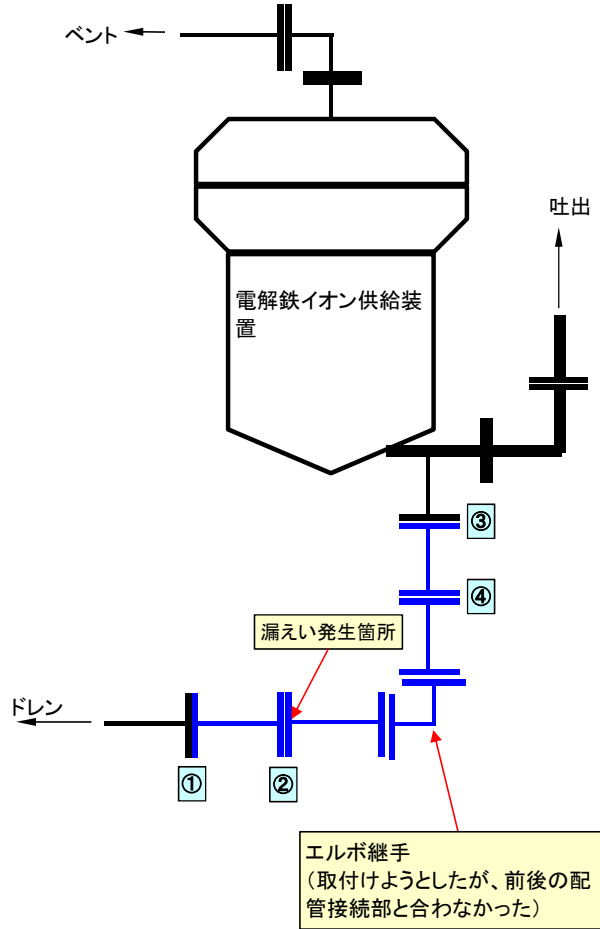 ベント
吐出
電解鉄イオン供給装
置
③
④
漏えい発生箇所
ドレン
①
②
エルボ継手
（取付けようとしたが、前後の配
管接続部と合わなかった）